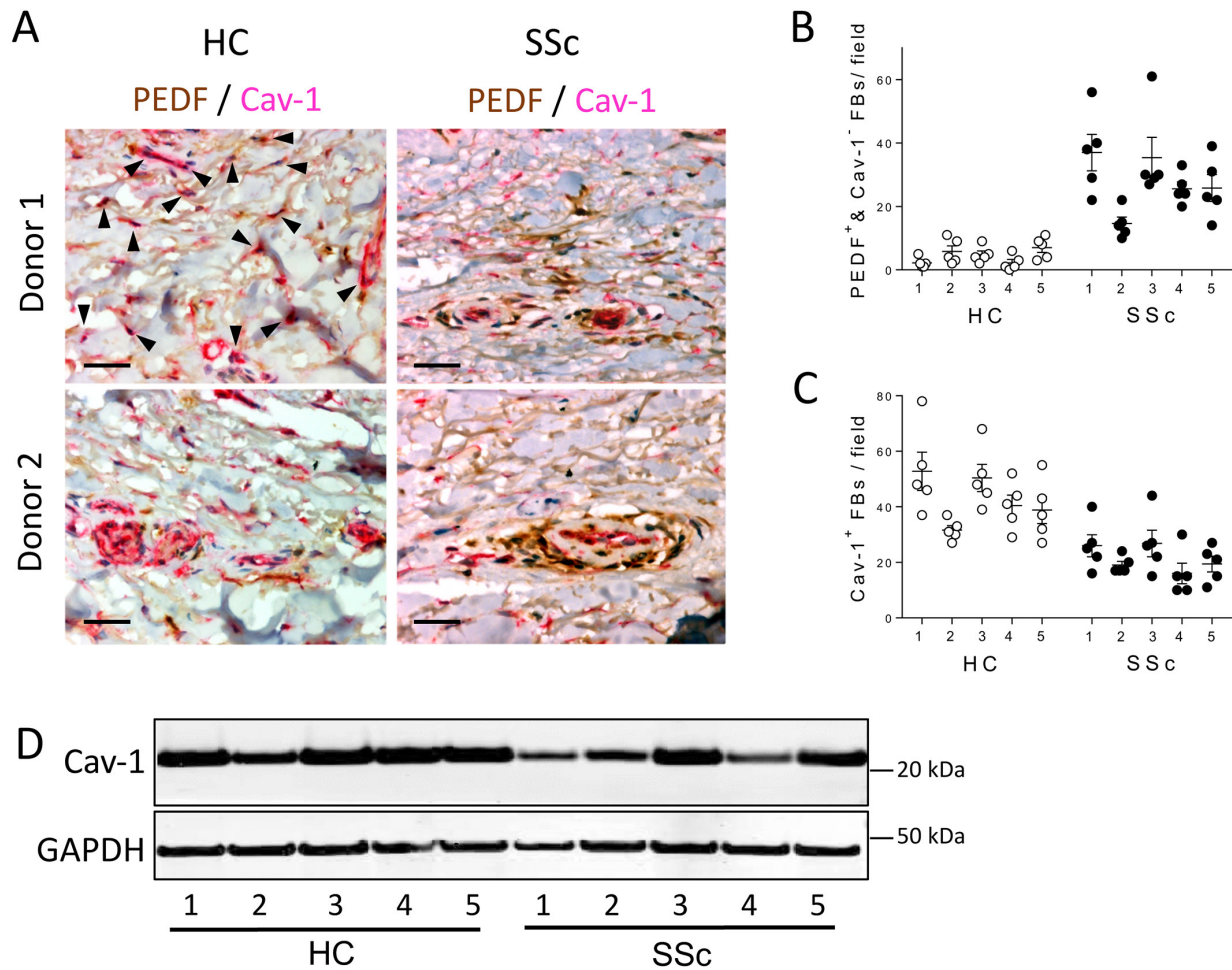 A
HC
SSc
PEDF / Cav-1
PEDF / Cav-1
Donor 1
Donor 2
B
PEDF⁺ & Cav-1⁻ FBs/ field
60
40
20
0
1 2 3 4 5 1 2 3 4 5
HC SSc
C
Cav-1⁺ FBs / field
80
60
40
20
0
1 2 3 4 5 1 2 3 4 5
HC SSc
D
Cav-1
20 kDa
GAPDH
50 kDa
1 2 3 4 5 1 2 3 4 5
HC SSc